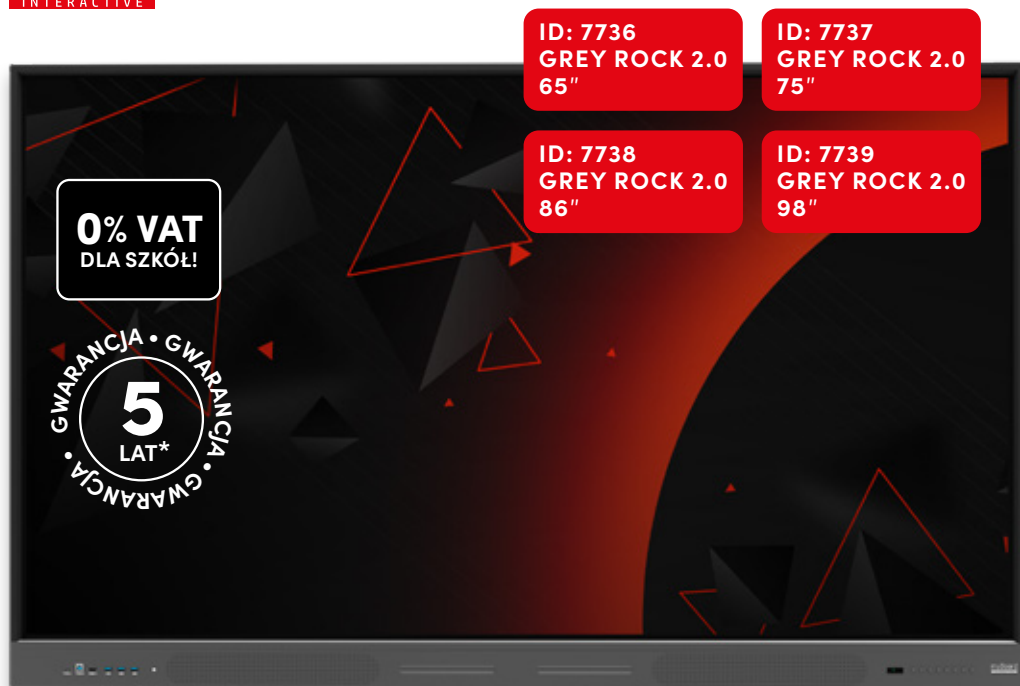 INTERACTIVE
ID: 7736
GREY ROCK 2.0
65"
ID: 7737
GREY ROCK 2.0
75"
ID: 7738
GREY ROCK 2.0
86"
ID: 7739
GREY ROCK 2.0
98"
0% VAT
DLA SZKÓŁ!
GWARANCJA • GWARANCJA • GWARANCJA •
5
LAT*